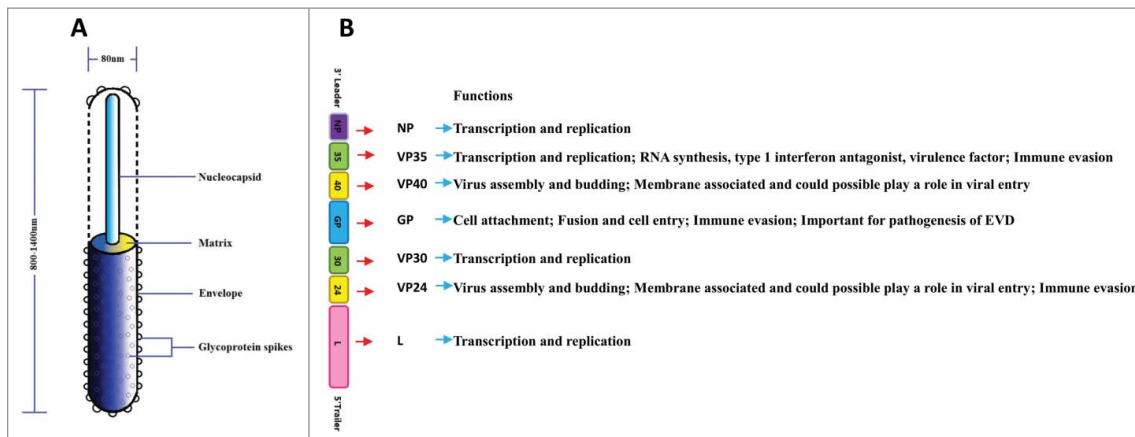 A
80nm
800-1400nm
Nucleocapsid
Matrix
Envelope
Glycoprotein spikes
B
3' Leader
Functions
NP NP Transcription and replication
35 VP35 Transcription and replication; RNA synthesis, type 1 interferon antagonist, virulence factor; Immune evasion
40 VP40 Virus assembly and budding; Membrane associated and could possible play a role in viral entry
GP GP Cell attachment; Fusion and cell entry; Immune evasion; Important for pathogenesis of EVD
30 VP30 Transcription and replication
24 VP24 Virus assembly and budding; Membrane associated and could possible play a role in viral entry; Immune evasion
L L Transcription and replication
5'Trailer